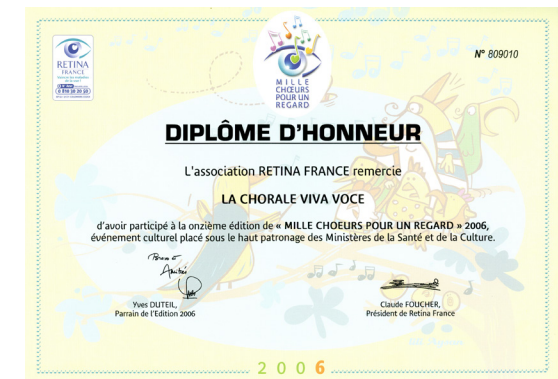 RETINA
FRANCE
N° 809010
MILLE
CHŒURS
POUR UN
REGARD
DIPLÔME D'HONNEUR
L'association RETINA FRANCE remercie
LA CHORALE VIVA VOCE
d'avoir participé à la onzième édition de « MILLE CHOEURS POUR UN REGARD » 2006,
événement culturel placé sous le haut patronage des Ministères de la Santé et de la Culture.
Amitié
Yves DUTEIL,
Parrain de l'Edition 2006
Claude FOUCHER,
Président de Retina France
2006